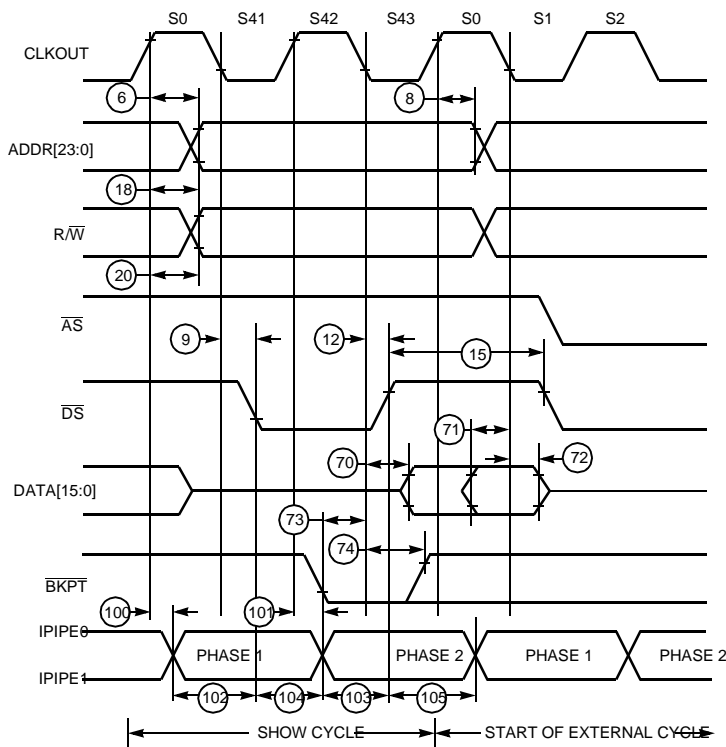 S0 S41 S42 S43 S0 S1 S2
CLKOUT
6 8
ADDR[23:0]
18
R/W
20
AS
9 12 15
DS
71
70 72
DATA[15:0]
73
74
BKPT
100 101
IPIPE0
PHASE 1 PHASE 2 PHASE 1 PHASE 2
IPIPE1
102 104 103 105
SHOW CYCLE START OF EXTERNAL CYCLE